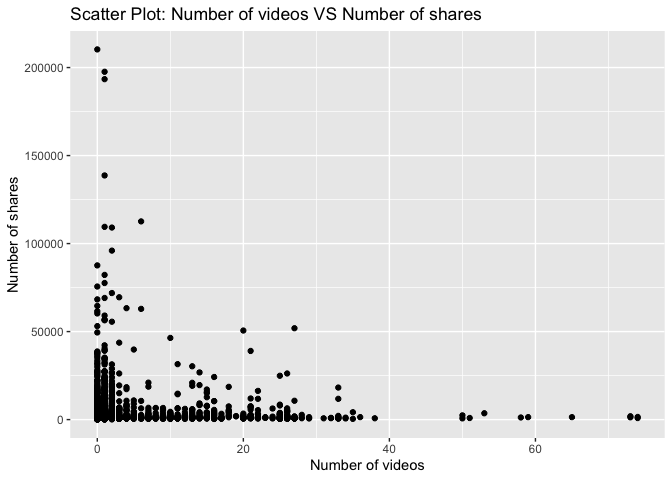 Scatter Plot: Number of videos VS Number of shares
200000
150000
100000
50000
0
Number of shares
0 20 40 60
Number of videos